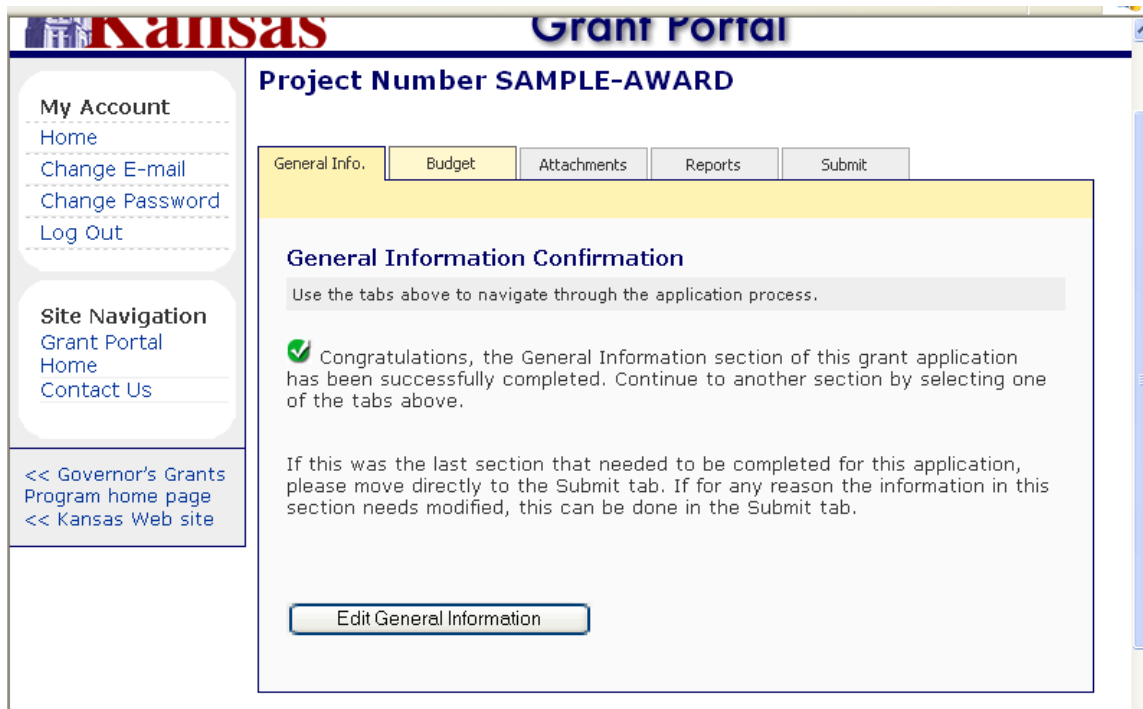 Kansas Grant Portal
My Account
Home
Change E-mail
Change Password
Log Out
Site Navigation
Grant Portal
Home
Contact Us
<< Governor's Grants
Program home page
<< Kansas Web site
Project Number SAMPLE-AWARD
General Info. Budget Attachments Reports Submit
General Information Confirmation
Use the tabs above to navigate through the application process.
Congratulations, the General Information section of this grant application
has been successfully completed. Continue to another section by selecting one
of the tabs above.
If this was the last section that needed to be completed for this application,
please move directly to the Submit tab. If for any reason the information in this
section needs modified, this can be done in the Submit tab.
Edit General Information